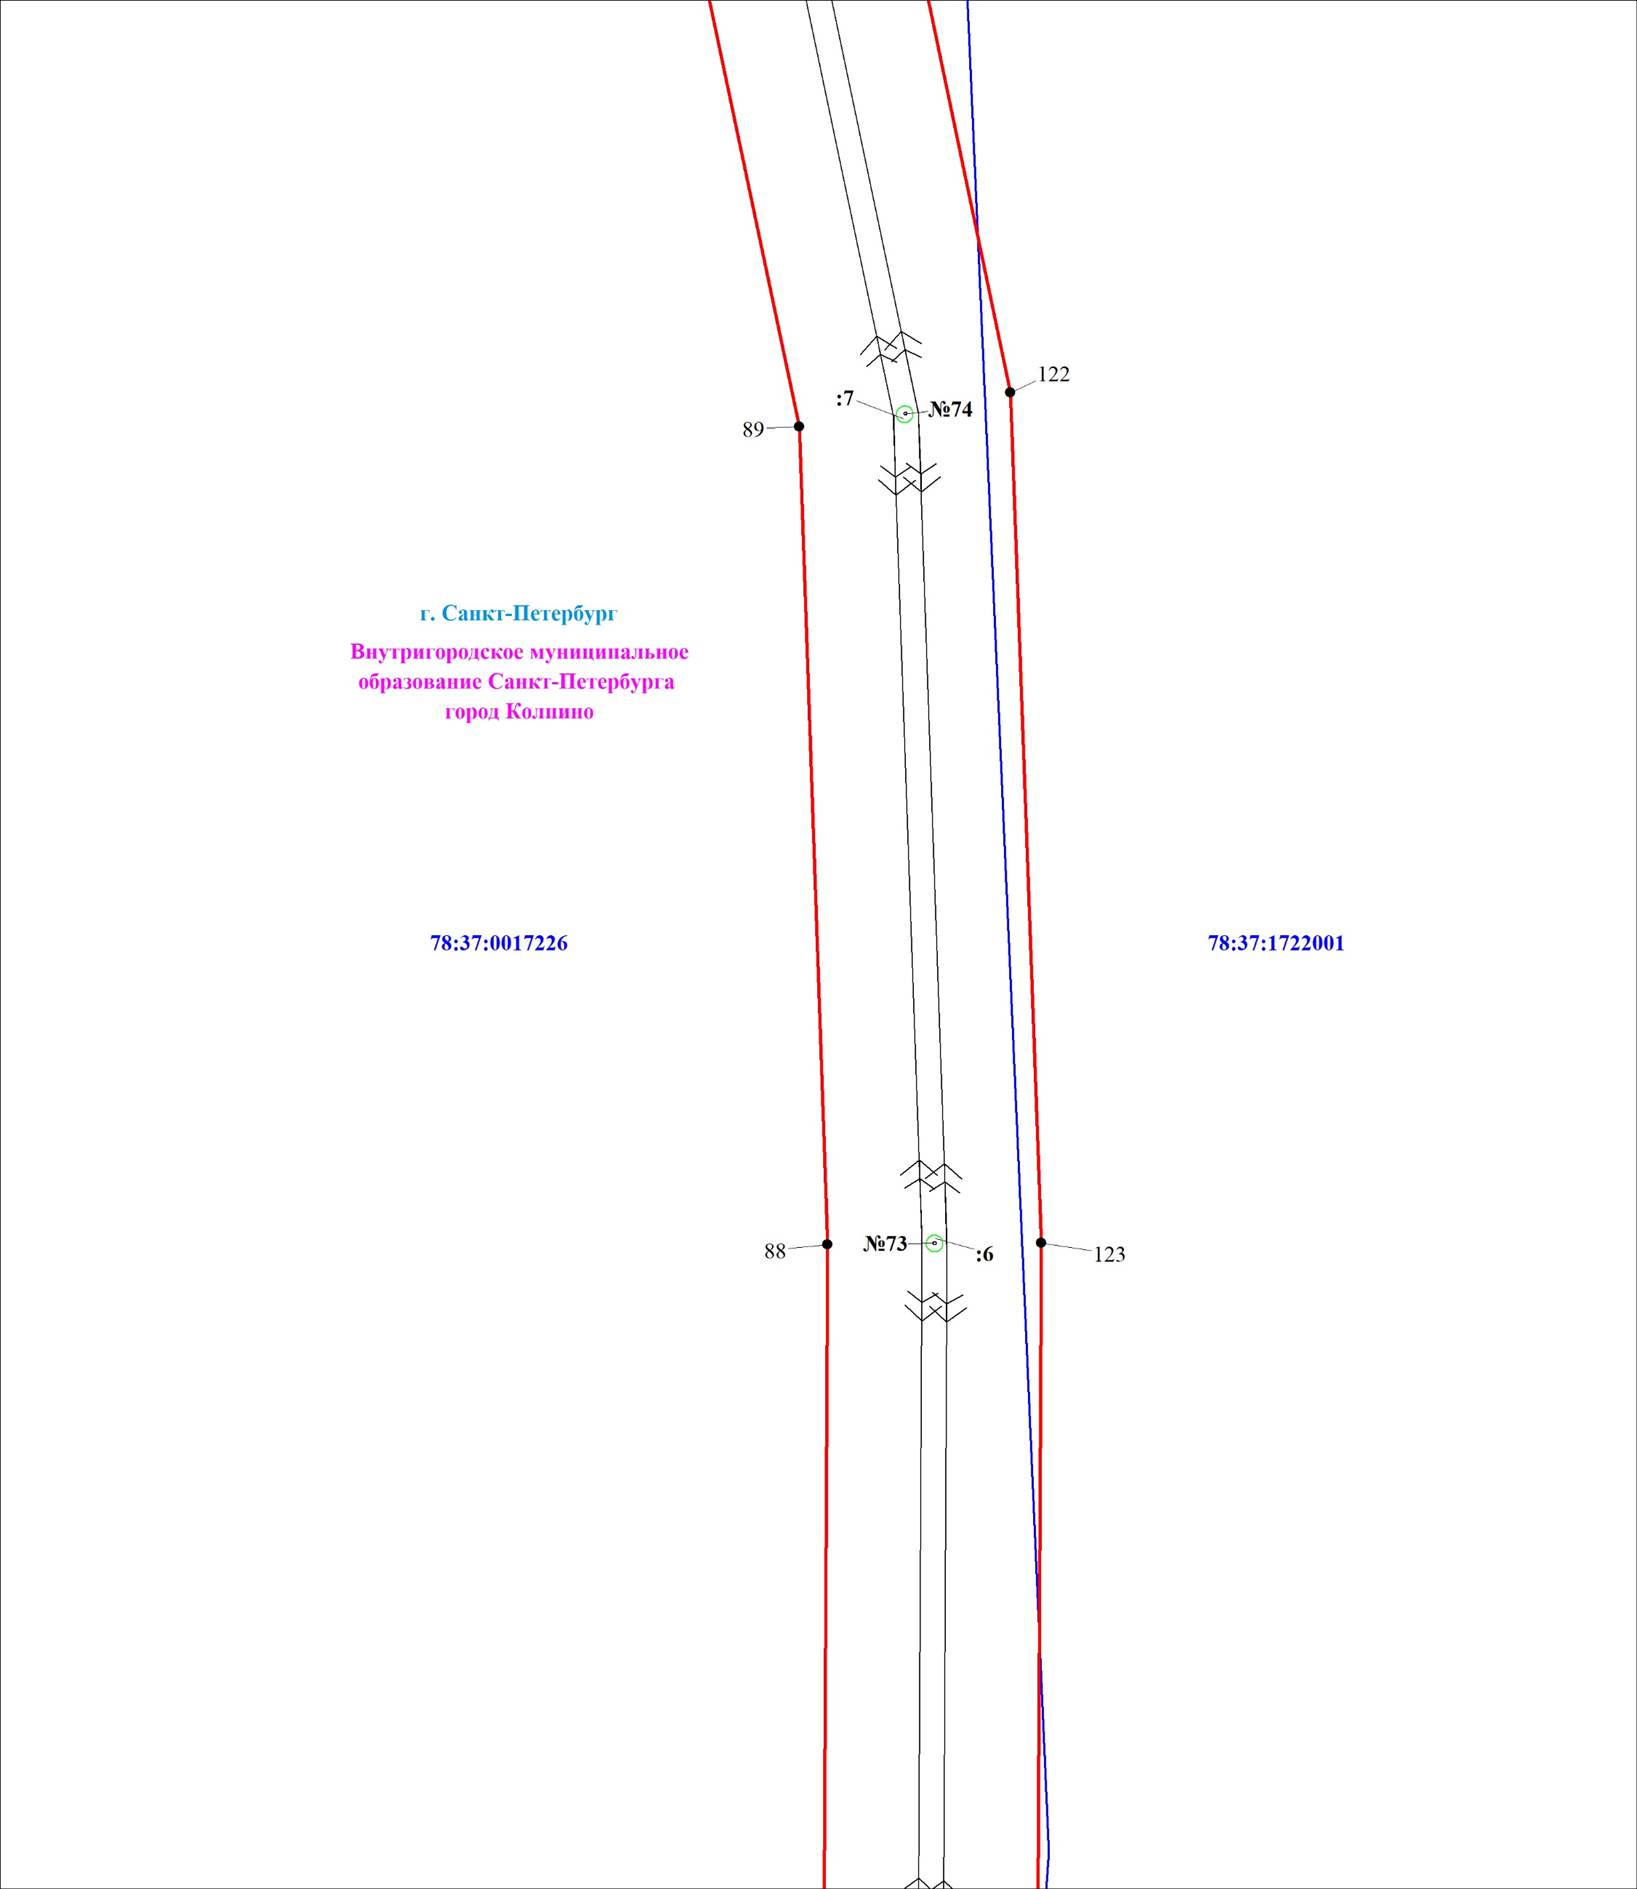 122
:7
№74
89
г. Санкт-Петербург
Внутригородское муниципальное
образование Санкт-Петербурга
город Колпино
78:37:0017226
78:37:1722001
88
№73
:6
123